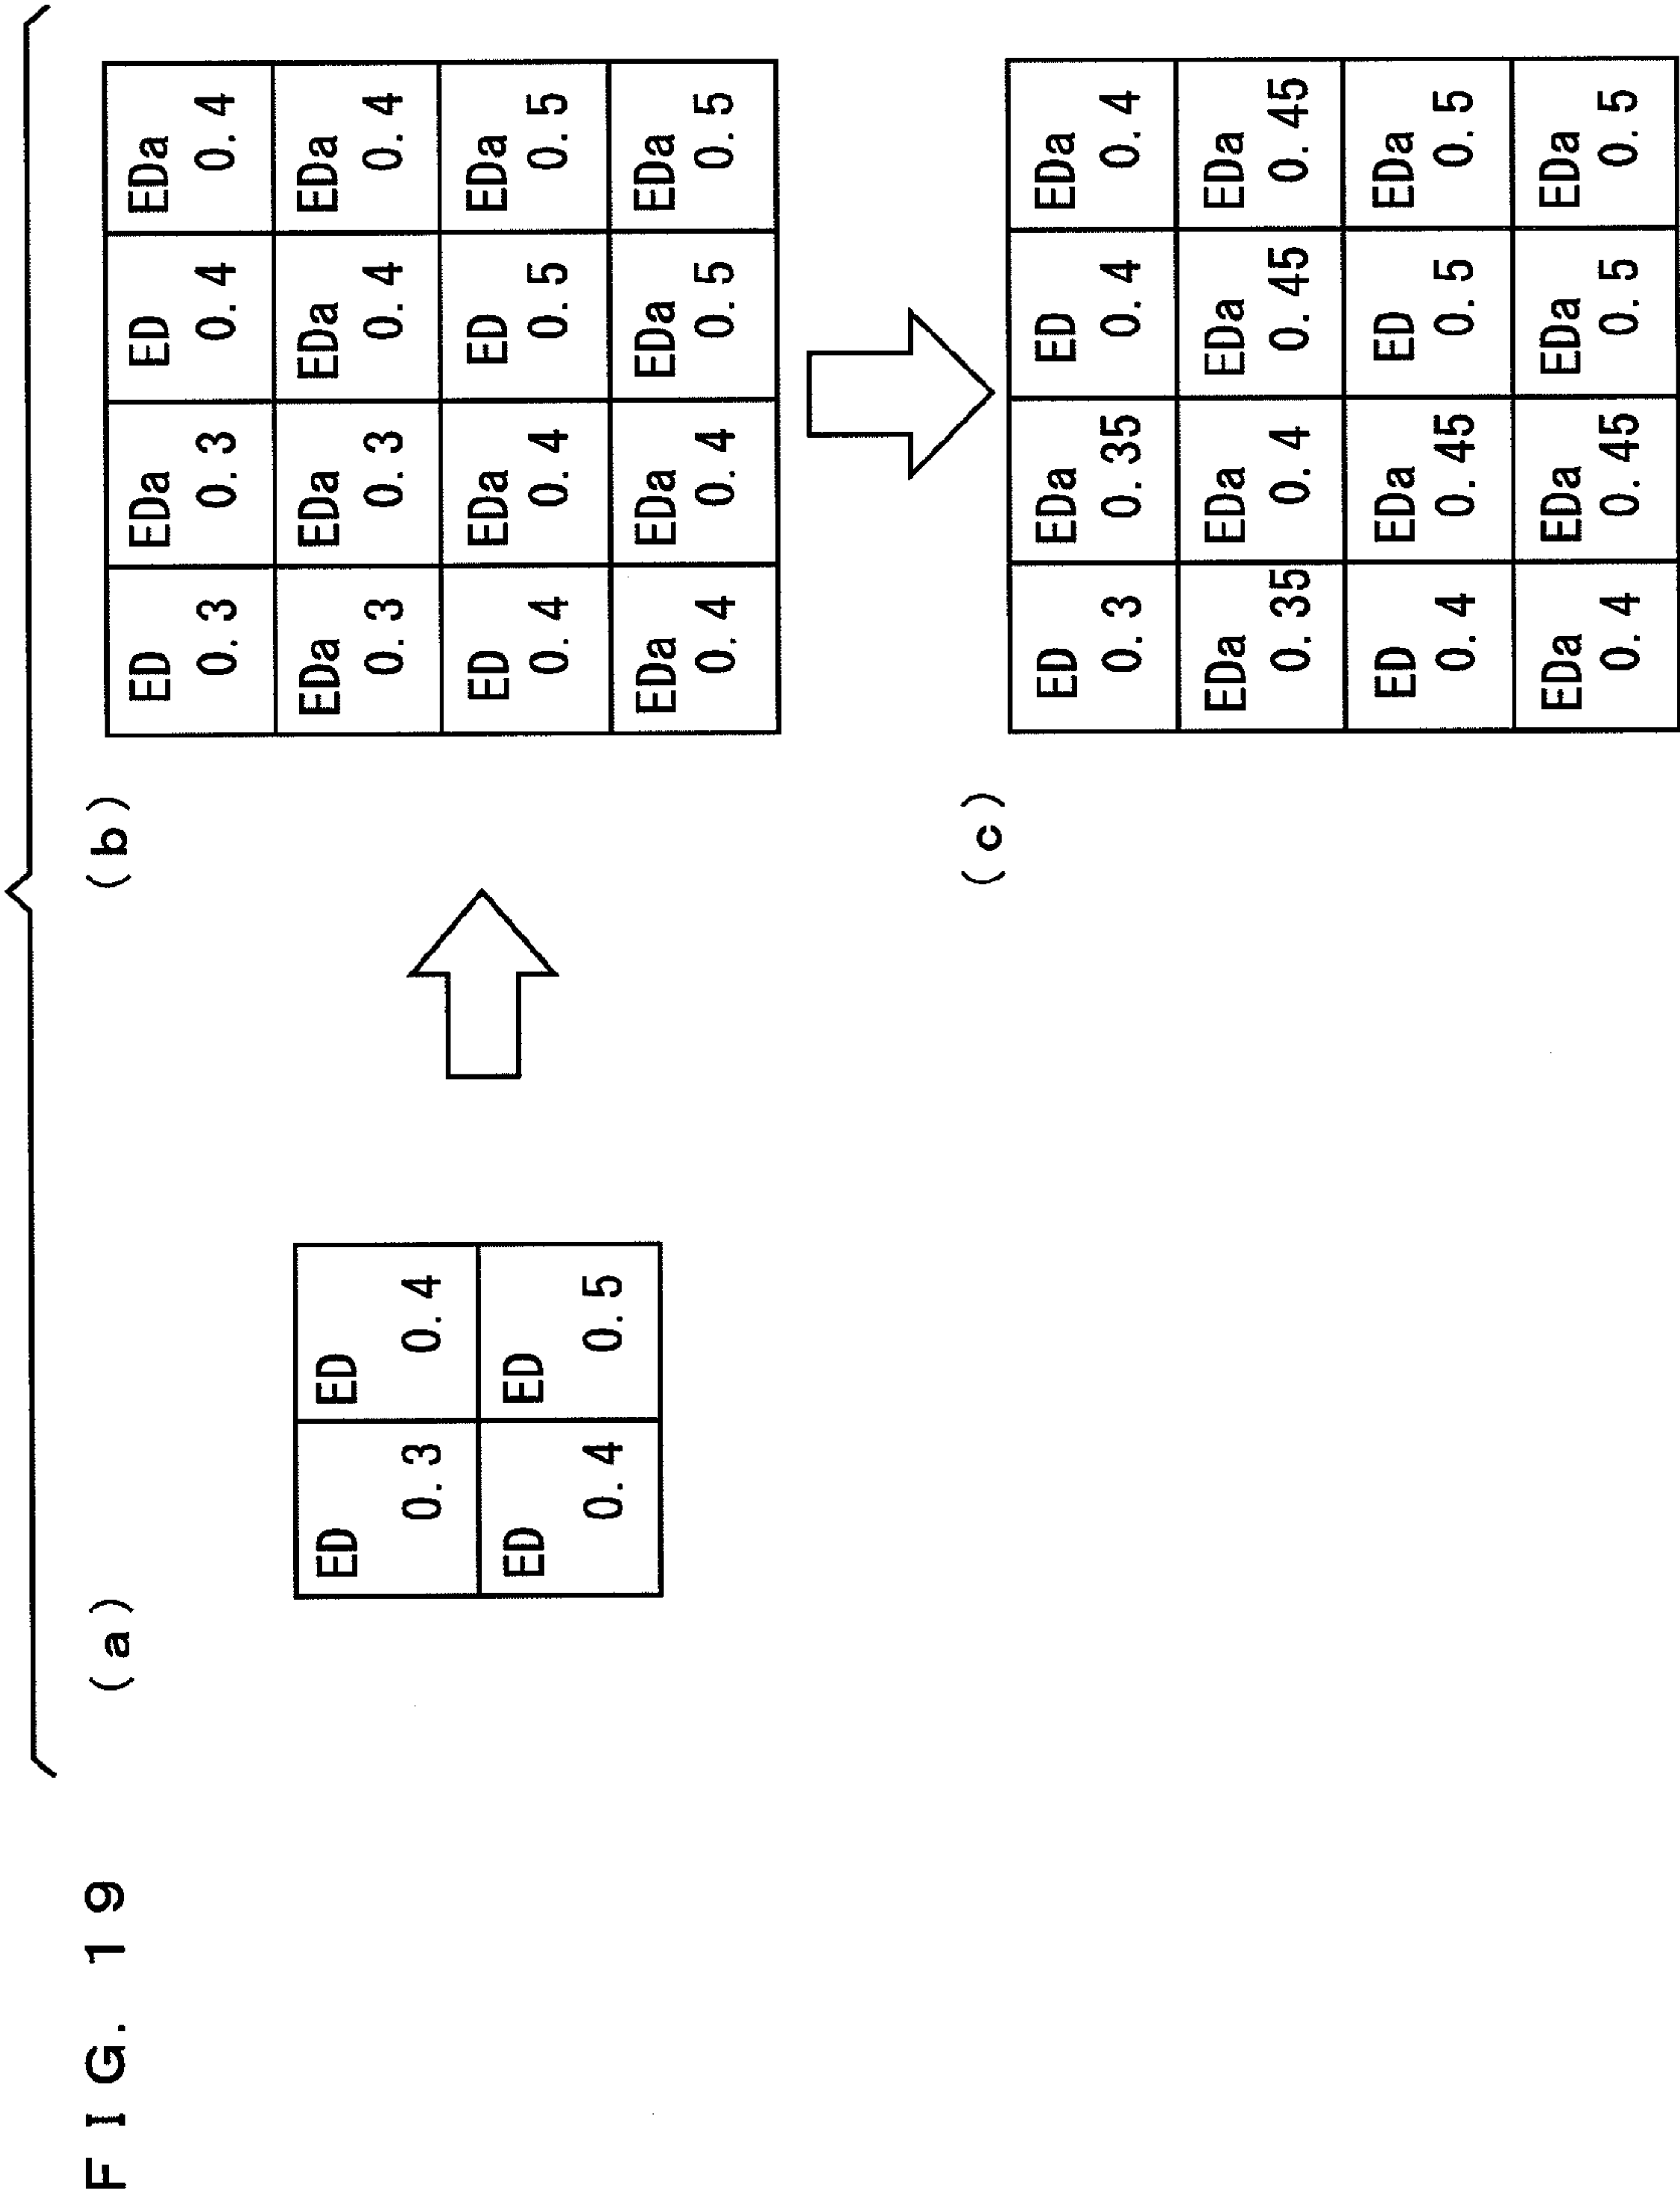 FIG. 19
(a)
ED ED
0.3 0.4
ED ED
0.4 0.5
(b)
ED EDa ED EDa
0.3 0.3 0.4 0.4
EDa EDa EDa EDa
0.3 0.3 0.4 0.4
ED EDa ED EDa
0.4 0.4 0.5 0.5
EDa EDa EDa EDa
0.4 0.4 0.5 0.5
(c)
ED EDa ED EDa
0.3 0.35 0.4 0.4
EDa EDa EDa EDa
0.35 0.4 0.45 0.45
ED EDa ED EDa
0.4 0.45 0.5 0.5
EDa EDa EDa EDa
0.4 0.45 0.5 0.5